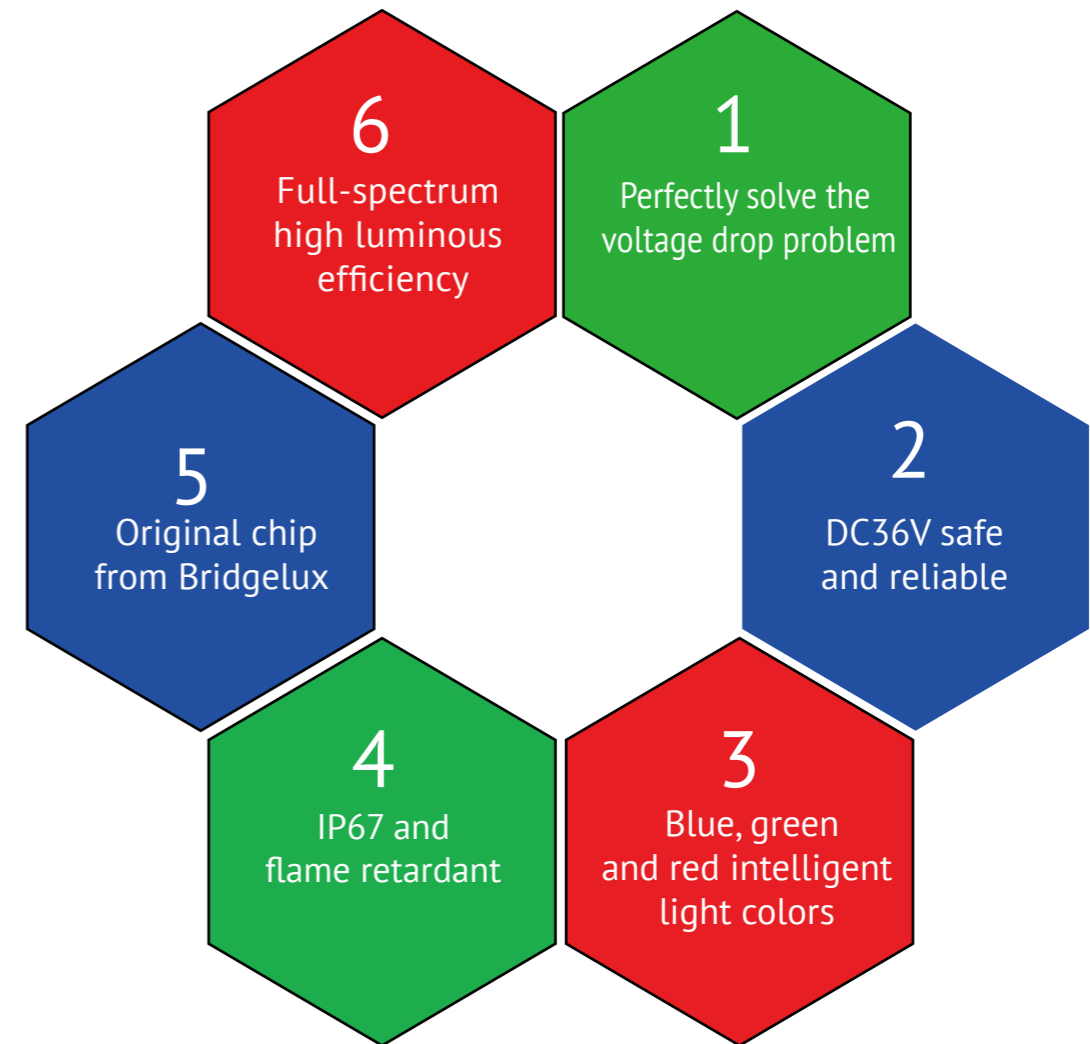 1
Perfectly solve the
voltage drop problem
2
DC36V safe
and reliable
3
Blue, green
and red intelligent
light colors
4
IP67 and
flame retardant
5
Original chip
from Bridgelux
6
Full-spectrum
high luminous
efficiency